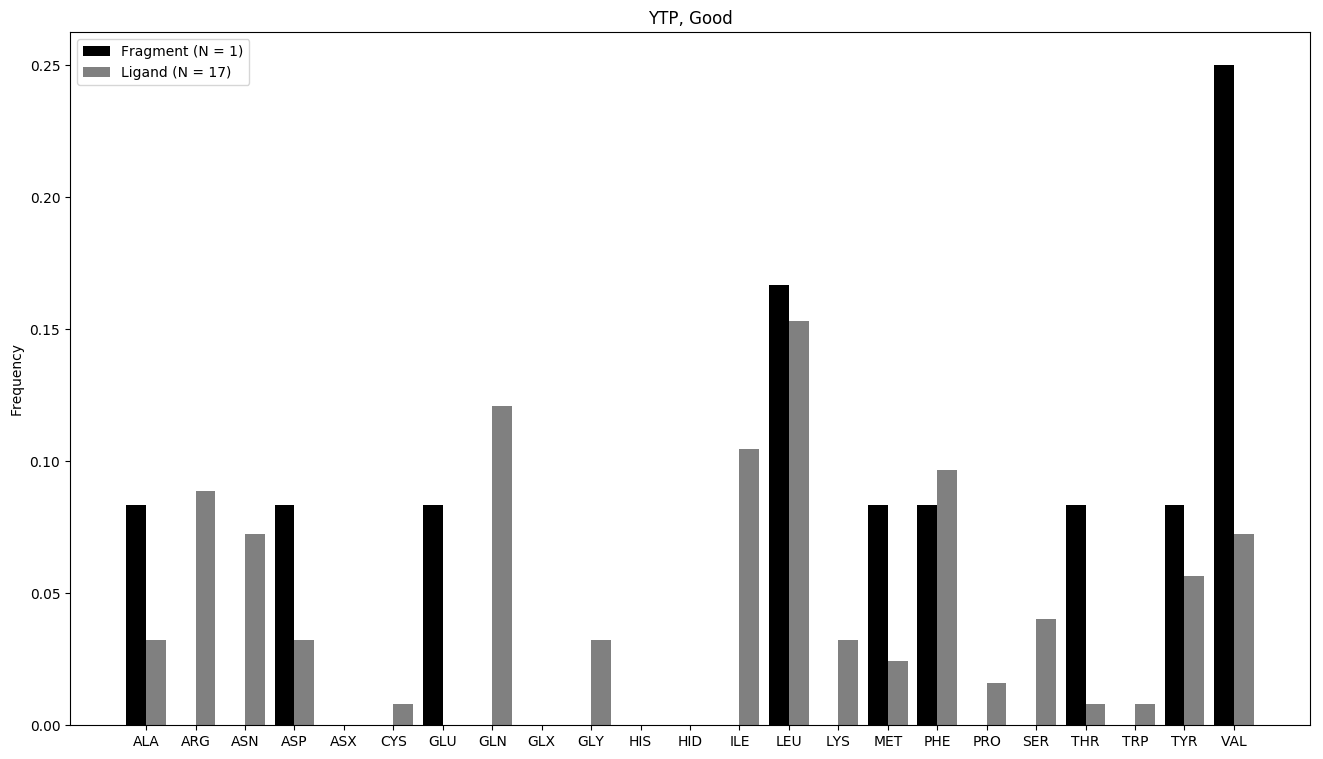 YTP, Good
Fragment (N = 1)
Ligand (N = 17)
Frequency
0.25
0.20
0.15
0.10
0.05
0.00
ALA ARG ASN ASP ASX CYS GLU GLN GLX GLY HIS HID ILE LEU LYS MET PHE PRO SER THR TRP TYR VAL